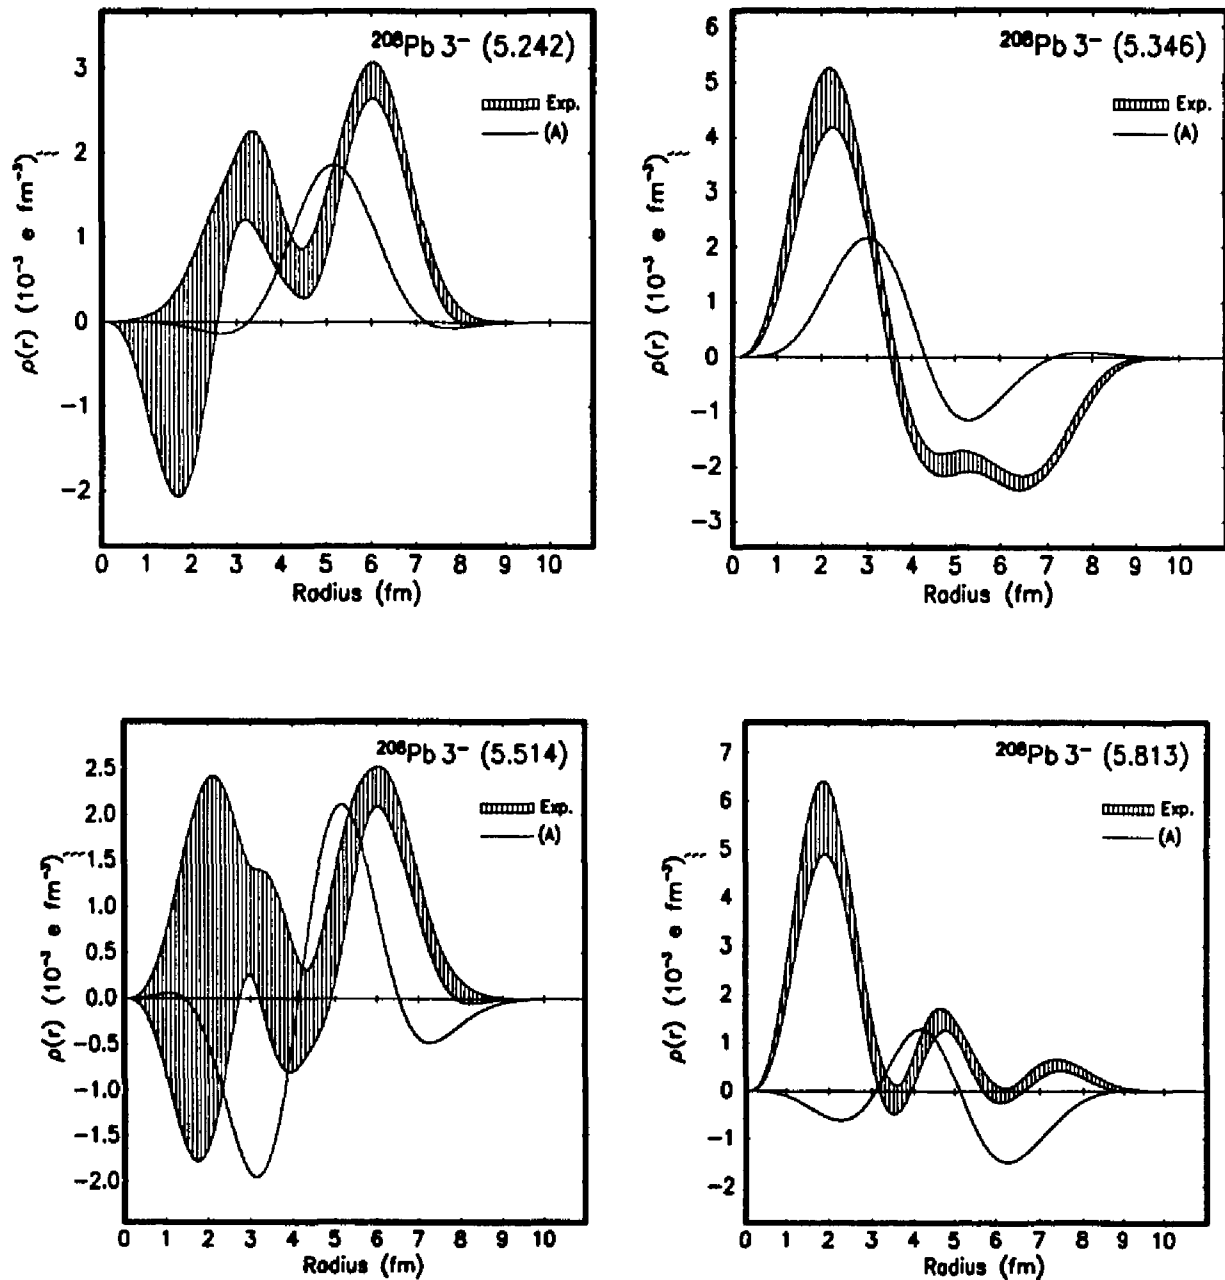 ²⁰⁸Pb 3⁻ (5.242)
Exp.
(A)
ρ(r) (10⁻³ e fm⁻³)
3
2
1
0
-1
-2
0 1 2 3 4 5 6 7 8 9 10
Radius (fm)
²⁰⁸Pb 3⁻ (5.346)
Exp.
(A)
ρ(r) (10⁻³ e fm⁻³)
6
5
4
3
2
1
0
-1
-2
-3
0 1 2 3 4 5 6 7 8 9 10
Radius (fm)
²⁰⁸Pb 3⁻ (5.514)
Exp.
(A)
ρ(r) (10⁻³ e fm⁻³)
2.5
2.0
1.5
1.0
0.5
0.0
-0.5
-1.0
-1.5
-2.0
0 1 2 3 4 5 6 7 8 9 10
Radius (fm)
²⁰⁸Pb 3⁻ (5.813)
Exp.
(A)
ρ(r) (10⁻³ e fm⁻³)
7
6
5
4
3
2
1
0
-1
-2
0 1 2 3 4 5 6 7 8 9 10
Radius (fm)